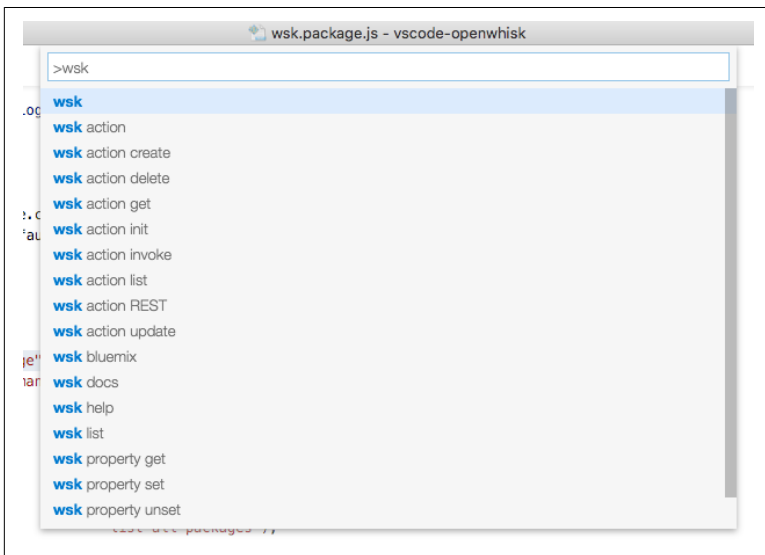 wsk.package.js - vscode-openwhisk
>wsk
wsk
wsk action
wsk action create
wsk action delete
wsk action get
wsk action init
wsk action invoke
wsk action list
wsk action REST
wsk action update
wsk bluemix
wsk docs
wsk help
wsk list
wsk property get
wsk property set
wsk property unset